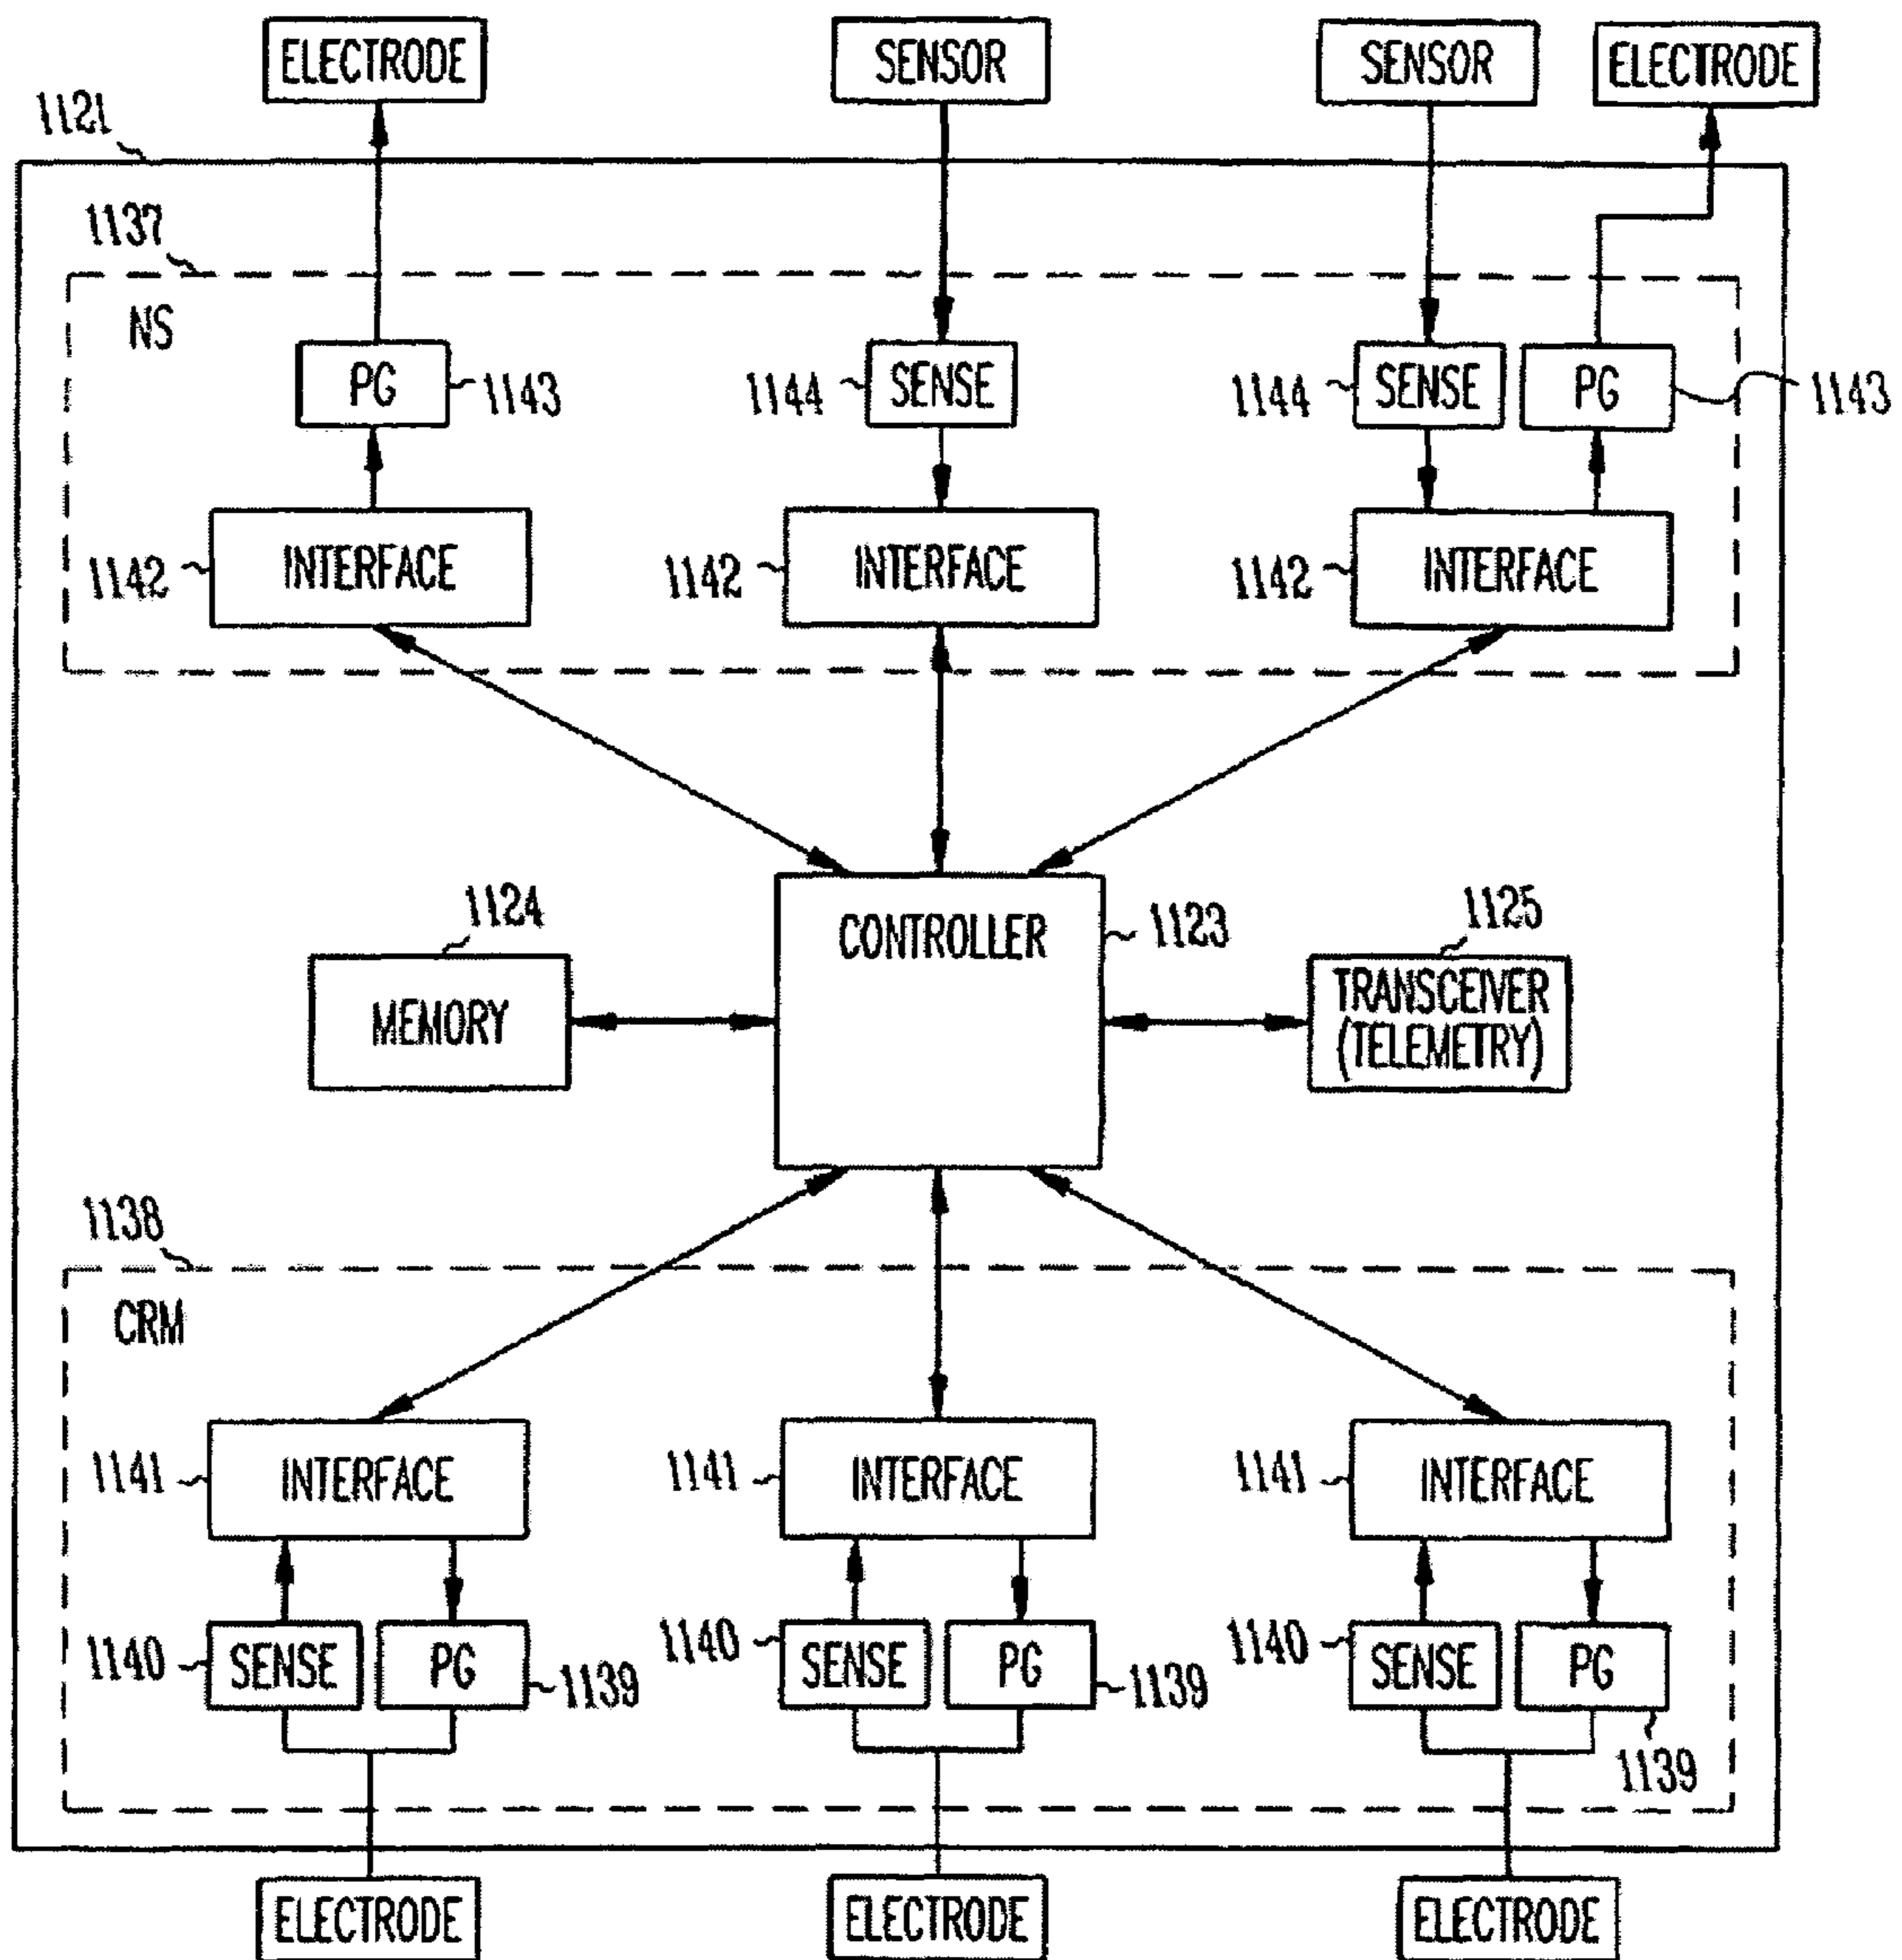 ELECTRODE
SENSOR
SENSOR
ELECTRODE
1121
1137
NS
PG
1143
1144
SENSE
1144
SENSE
PG
1143
1142
INTERFACE
1142
INTERFACE
1142
INTERFACE
1124
MEMORY
CONTROLLER
1123
1125
TRANSCEIVER
(TELEMETRY)
1138
CRM
1141
INTERFACE
1141
INTERFACE
1141
INTERFACE
1140
SENSE
PG
1139
1140
SENSE
PG
1139
1140
SENSE
PG
1139
ELECTRODE
ELECTRODE
ELECTRODE